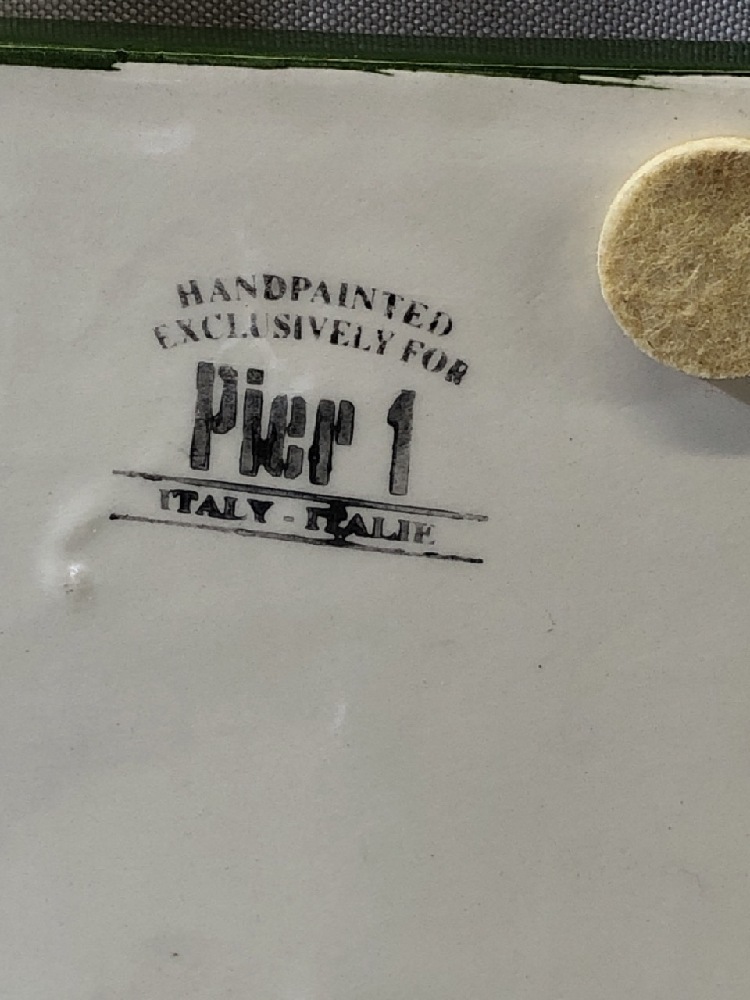 HANDPAINTED
EXCLUSIVELY FOR
Pier 1
ITALY - ITALIE